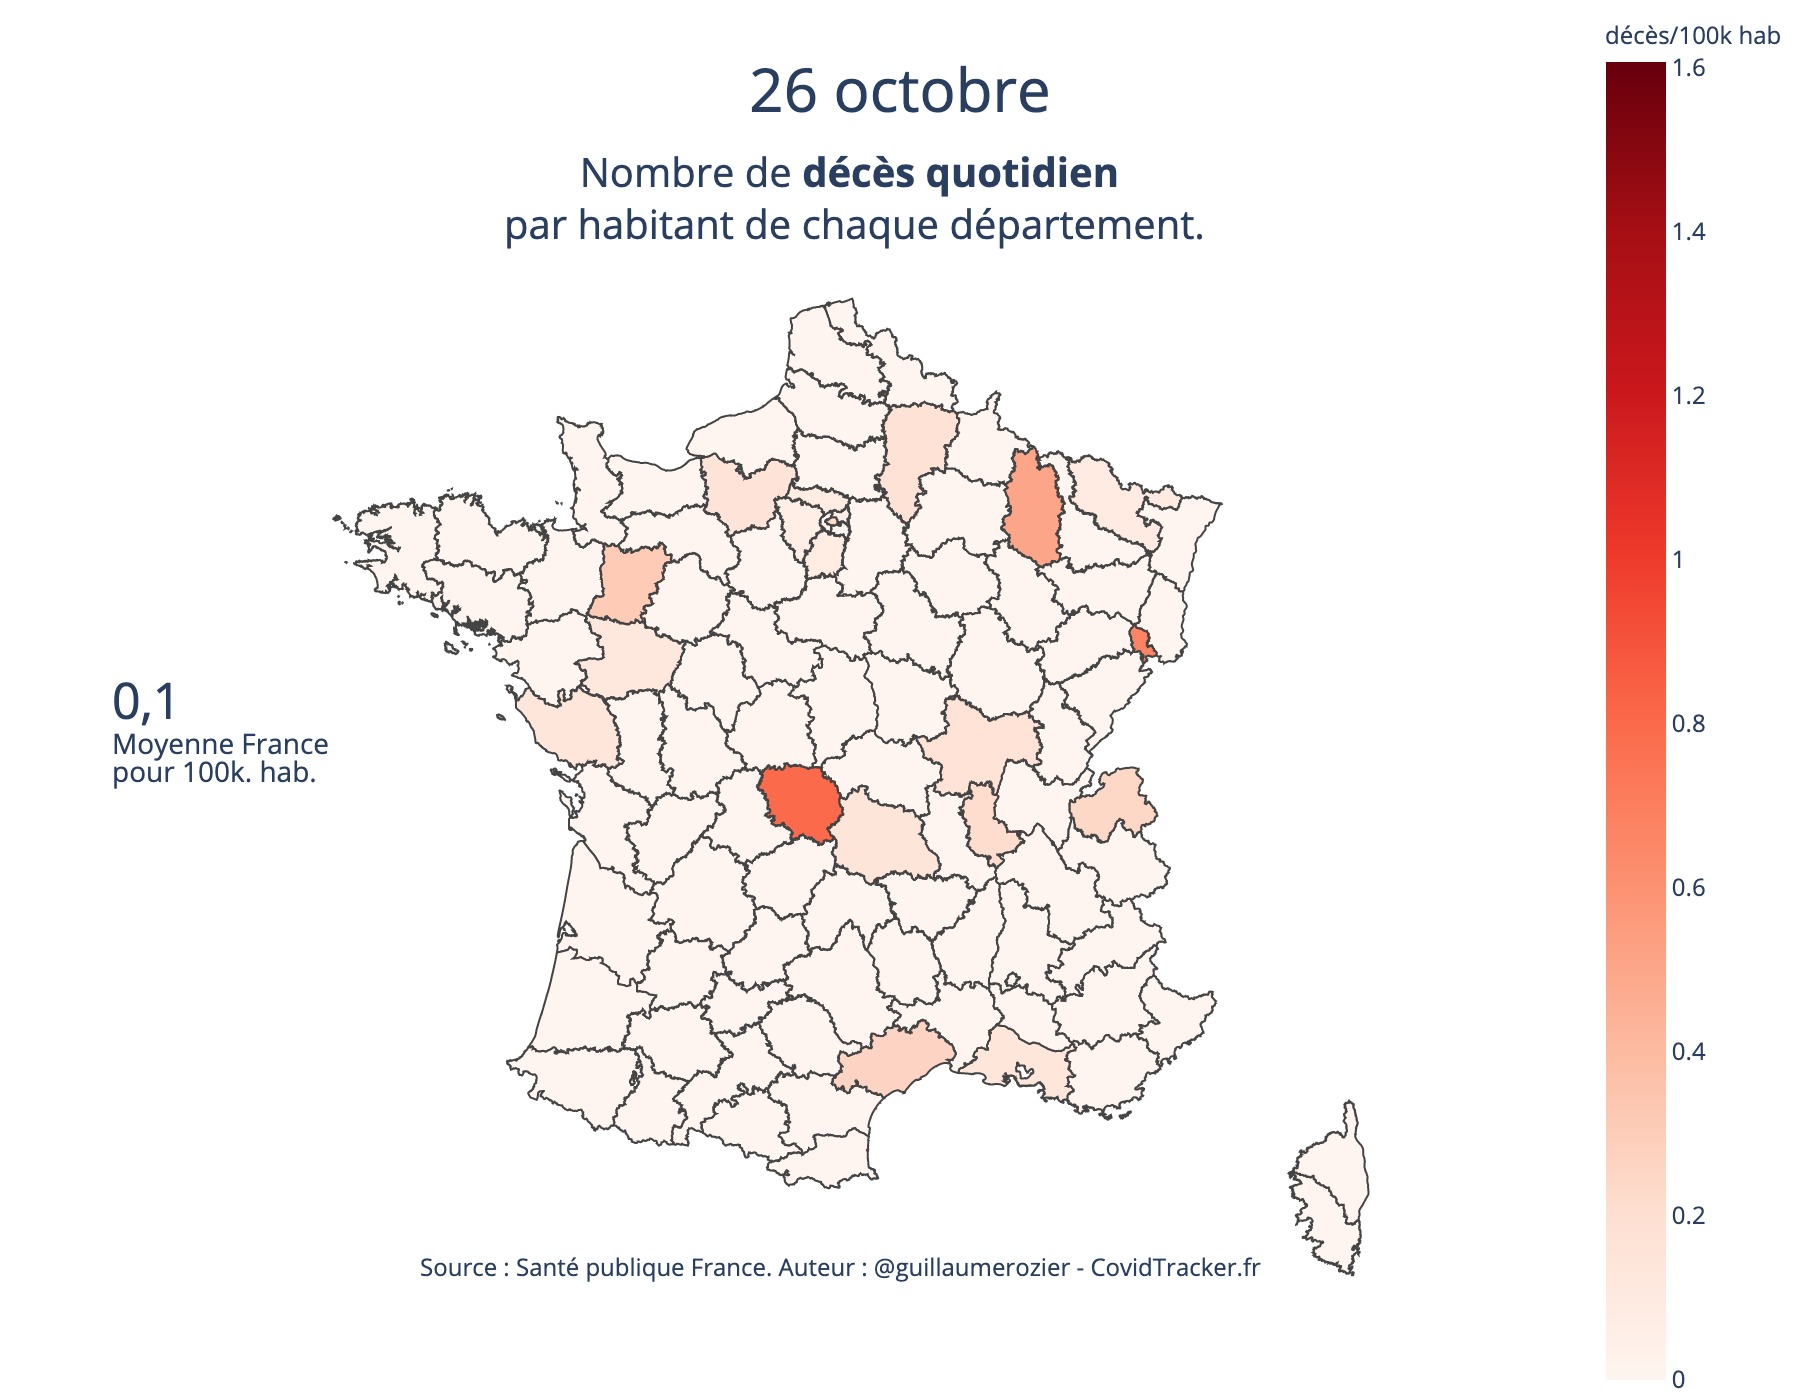 décès/100k hab
26 octobre
Nombre de décès quotidien
par habitant de chaque département.
1.6
1.4
1.2
1
0.8
0.6
0.4
0.2
0
0,1
Moyenne France
pour 100k. hab.
Source : Santé publique France. Auteur : @guillaumerozier - CovidTracker.fr